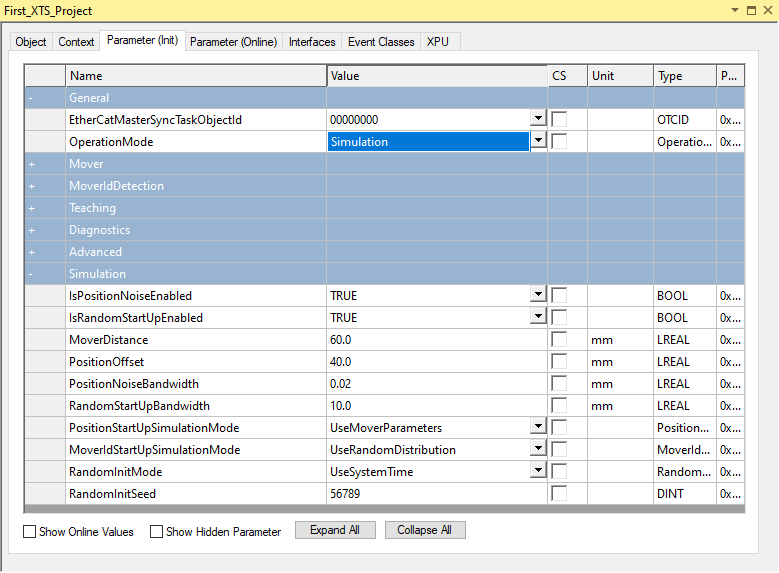 First_XTS_Project
Object Context Parameter (Init) Parameter (Online) Interfaces Event Classes XPU
Name Value CS Unit Type P...
- General
EtherCatMasterSyncTaskObjectId 00000000 OTCID 0x...
OperationMode Simulation Operatio... 0x...
+ Mover
+ MoverIdDetection
+ Teaching
+ Diagnostics
+ Advanced
- Simulation
IsPositionNoiseEnabled TRUE BOOL 0x...
IsRandomStartUpEnabled TRUE BOOL 0x...
MoverDistance 60.0 mm LREAL 0x...
PositionOffset 40.0 mm LREAL 0x...
PositionNoiseBandwidth 0.02 mm LREAL 0x...
RandomStartUpBandwidth 10.0 mm LREAL 0x...
PositionStartUpSimulationMode UseMoverParameters Position... 0x...
MoverIdStartUpSimulationMode UseRandomDistribution MoverId... 0x...
RandomInitMode UseSystemTime Random... 0x...
RandomInitSeed 56789 DINT 0x...
Show Online Values Show Hidden Parameter Expand All Collapse All